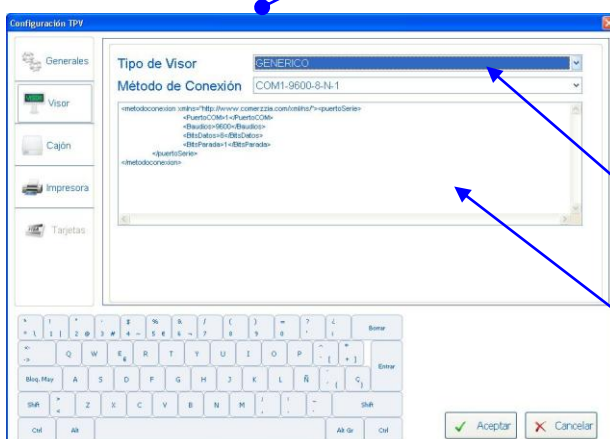 Configuración TPV
Generales
Visor
Cajón
Impresora
Tarjetas
Tipo de Visor
GENERICO
Método de Conexión
COM1-9600-8-N-1
<metodoconexion xmlns="http://www.comerzzia.com/xml/ns/"><puertoSerie>
<PuertoCOM>1</PuertoCOM>
<Baudios>9600</Baudios>
<BitsDatos>8</BitsDatos>
<BitsParada>1</BitsParada>
</puertoSerie>
</metodoconexion>
Borrar
Q W E € R T Y U I O P
Entrar
Bloq. May A S D F G H J K L Ñ
Shift Z X C V B N M Shift
Ctrl Alt Alt Gr Ctrl
Aceptar
Cancelar